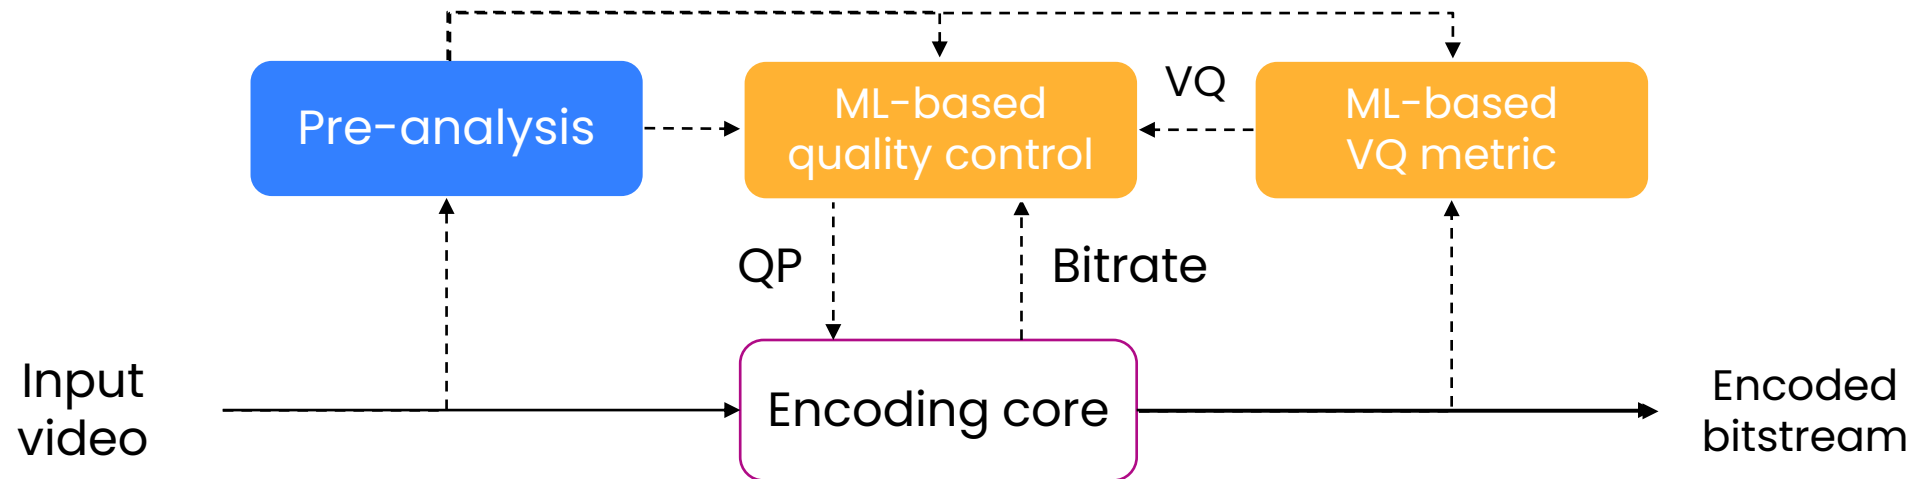 Pre-analysis
ML-based
quality control
VQ
ML-based
VQ metric
QP
Bitrate
Input
video
Encoding core
Encoded
bitstream